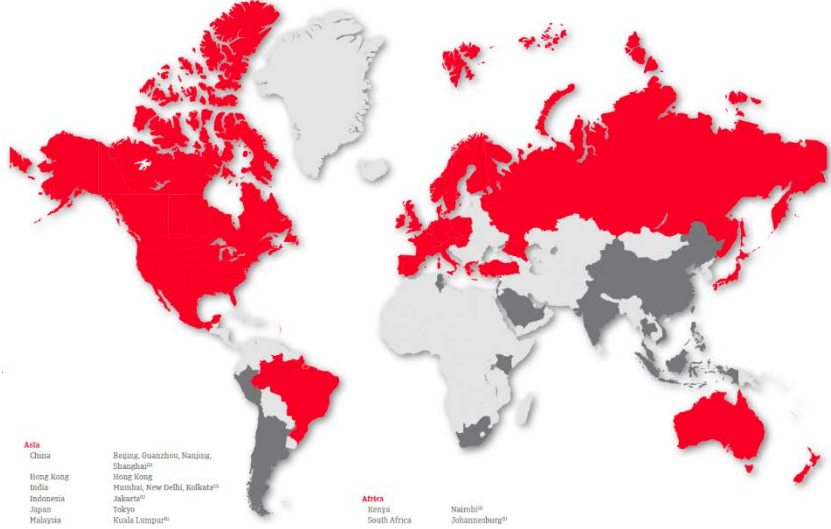 Asia
China Beijing, Guanzhou, Nanjing,
Shanghai
Hong Kong Hong Kong
India Mumbai, New Delhi, Kolkata
Indonesia Jakarta
Japan Tokyo
Malaysia Kuala Lumpur
Africa
Kenya Nairobi
South Africa Johannesburg